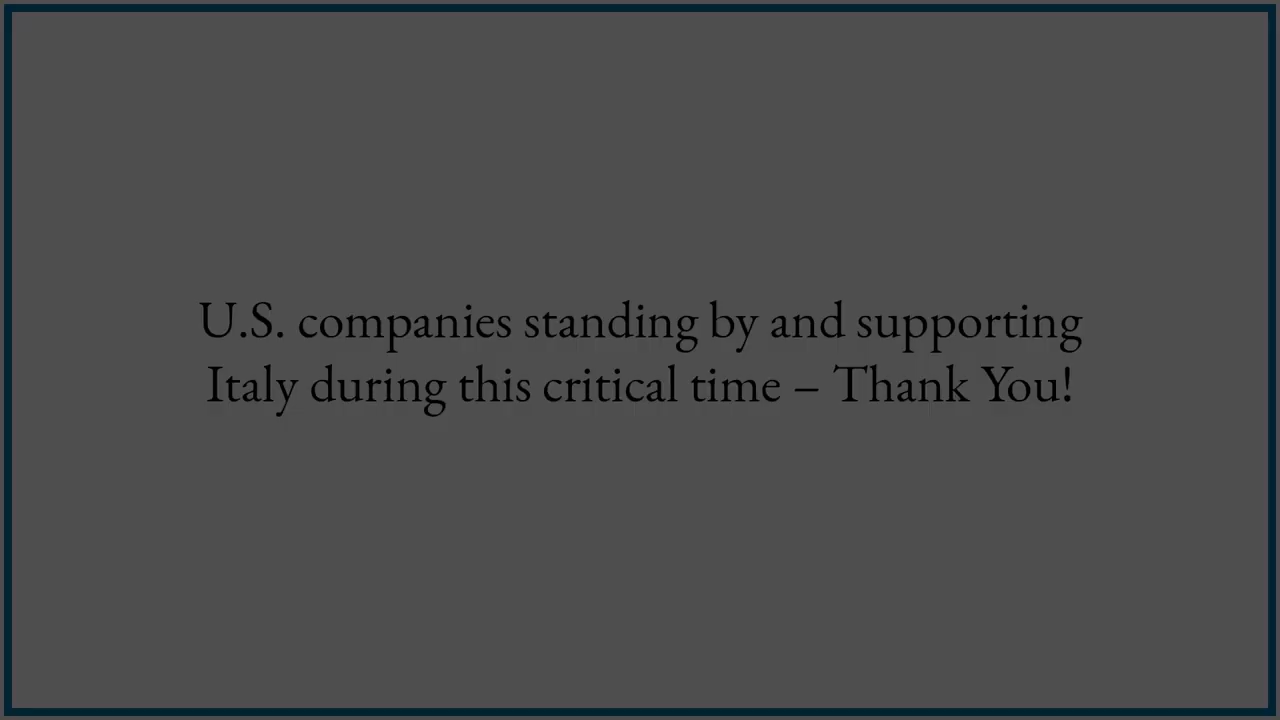 U.S. companies standing by and supporting
Italy during this critical time – Thank You!